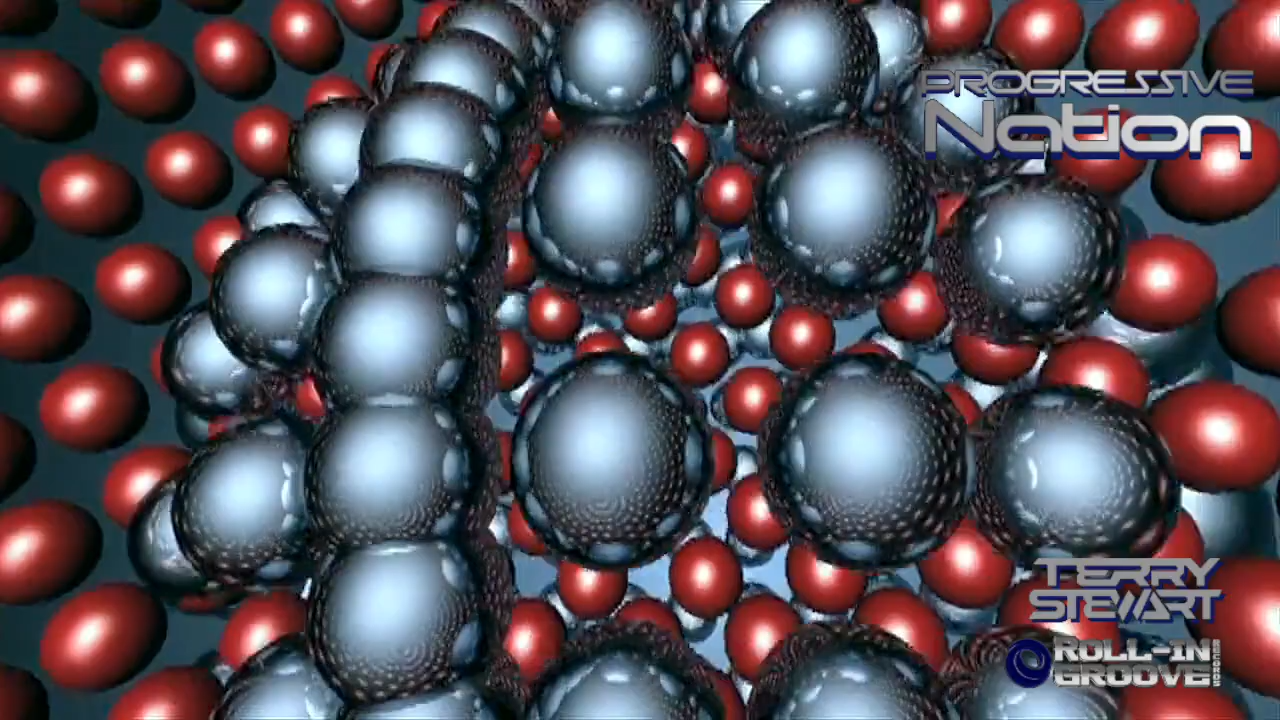 PROGRESSIVE
Nation
TERRY
STEWART
ROLL-IN
GROOVE